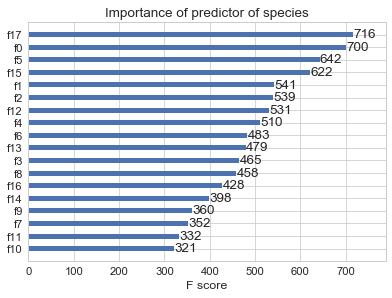 Importance of predictor of species
f17 716
f0 700
f5 642
f15 622
f1 541
f2 539
f12 531
f4 510
f6 483
f13 479
f3 465
f8 458
f16 428
f14 398
f9 360
f7 352
f11 332
f10 321
0 100 200 300 400 500 600 700
F score